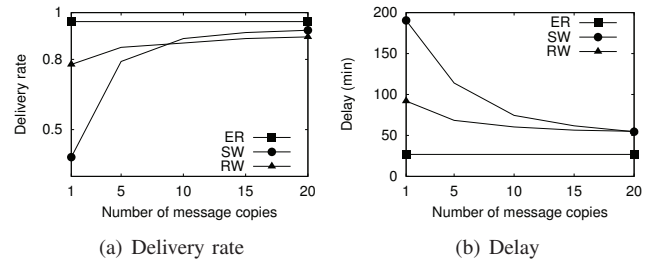 1
0.8
0.5
Delivery rate
ER
SW
RW
1 5 10 15 20
Number of message copies
(a) Delivery rate
200
150
100
50
0
Delay (min)
ER
SW
RW
1 5 10 15 20
Number of message copies
(b) Delay